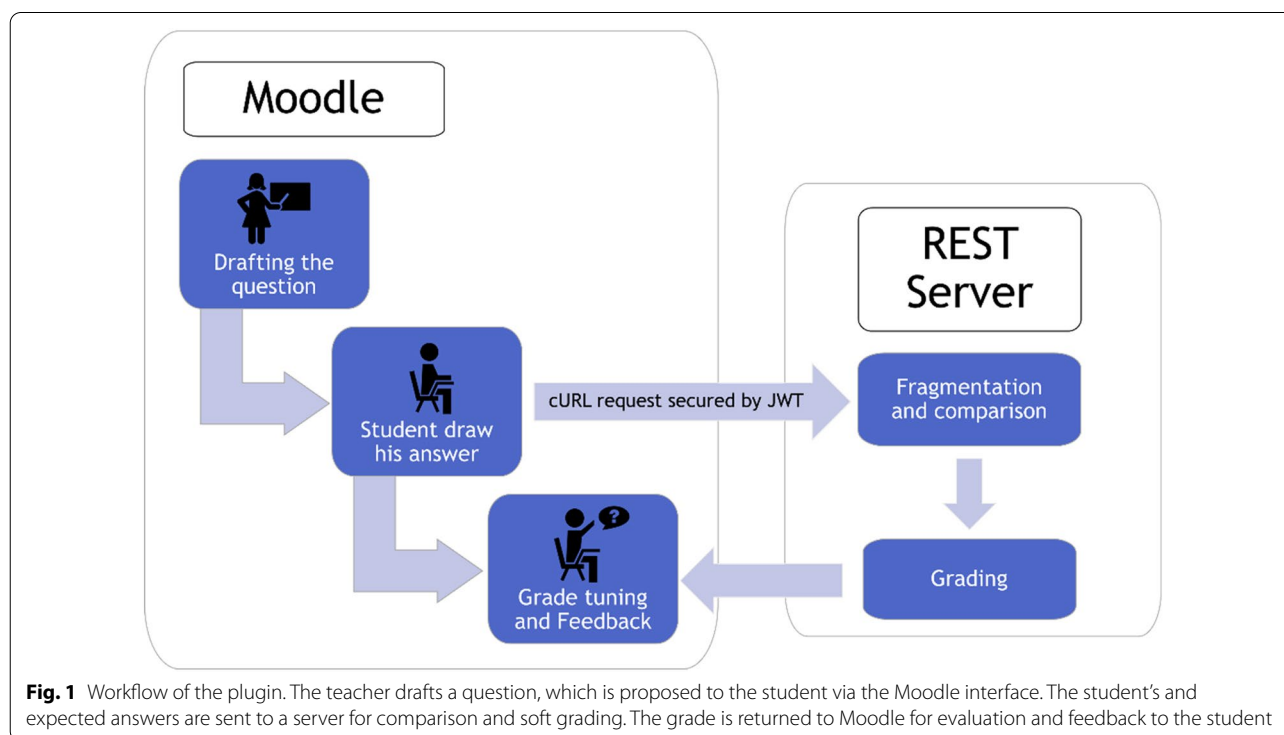 Moodle
Drafting the
question
Student draw
his answer
cURL request secured by JWT
?
Grade tuning
and Feedback
REST
Server
Fragmentation
and comparison
Grading
Fig. 1 Workflow of the plugin. The teacher drafts a question, which is proposed to the student via the Moodle interface. The student’s and
expected answers are sent to a server for comparison and soft grading. The grade is returned to Moodle for evaluation and feedback to the student